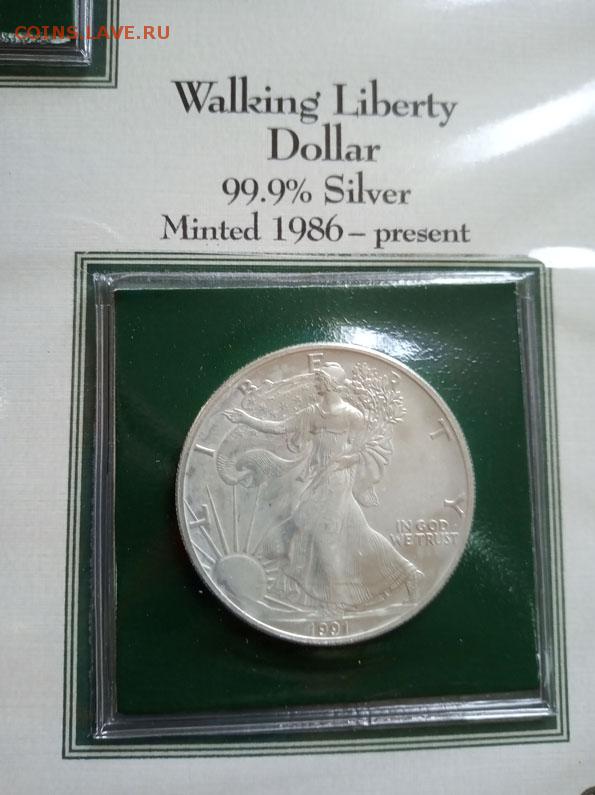 COINS.LAVE.RU
Walking Liberty
Dollar
99.9% Silver
Minted 1986 – present
LIBERTY
IN GOD
WE TRUST
1991